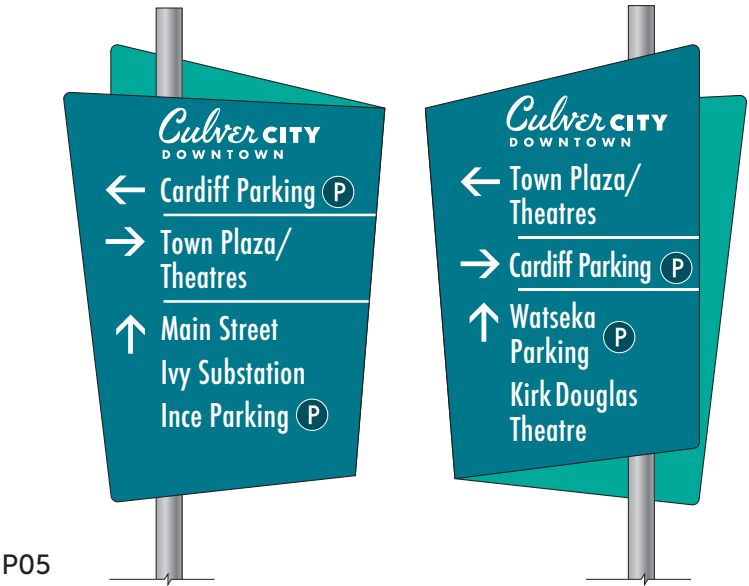 Culver CITY
DOWNTOWN
← Cardiff Parking P
→ Town Plaza/
Theatres
↑ Main Street
Ivy Substation
Ince Parking P
Culver CITY
DOWNTOWN
← Town Plaza/
Theatres
→ Cardiff Parking P
↑ Watseka
Parking P
Kirk Douglas
Theatre
P05